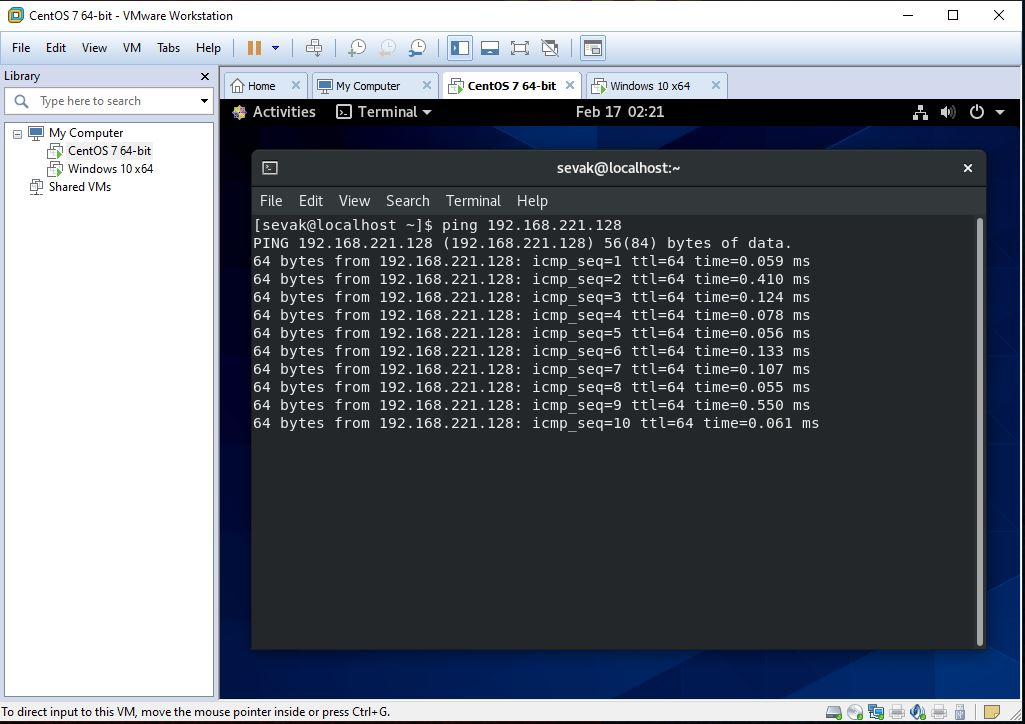 CentOS 7 64-bit - VMware Workstation
File Edit View VM Tabs Help
Library
Type here to search
My Computer
CentOS 7 64-bit
Windows 10 x64
Shared VMs
Home My Computer CentOS 7 64-bit Windows 10 x64
Activities Terminal Feb 17 02:21
sevak@localhost:~
File Edit View Search Terminal Help
[sevak@localhost ~]$ ping 192.168.221.128
PING 192.168.221.128 (192.168.221.128) 56(84) bytes of data.
64 bytes from 192.168.221.128: icmp_seq=1 ttl=64 time=0.059 ms
64 bytes from 192.168.221.128: icmp_seq=2 ttl=64 time=0.410 ms
64 bytes from 192.168.221.128: icmp_seq=3 ttl=64 time=0.124 ms
64 bytes from 192.168.221.128: icmp_seq=4 ttl=64 time=0.078 ms
64 bytes from 192.168.221.128: icmp_seq=5 ttl=64 time=0.056 ms
64 bytes from 192.168.221.128: icmp_seq=6 ttl=64 time=0.133 ms
64 bytes from 192.168.221.128: icmp_seq=7 ttl=64 time=0.107 ms
64 bytes from 192.168.221.128: icmp_seq=8 ttl=64 time=0.055 ms
64 bytes from 192.168.221.128: icmp_seq=9 ttl=64 time=0.550 ms
64 bytes from 192.168.221.128: icmp_seq=10 ttl=64 time=0.061 ms
To direct input to this VM, move the mouse pointer inside or press Ctrl+G.